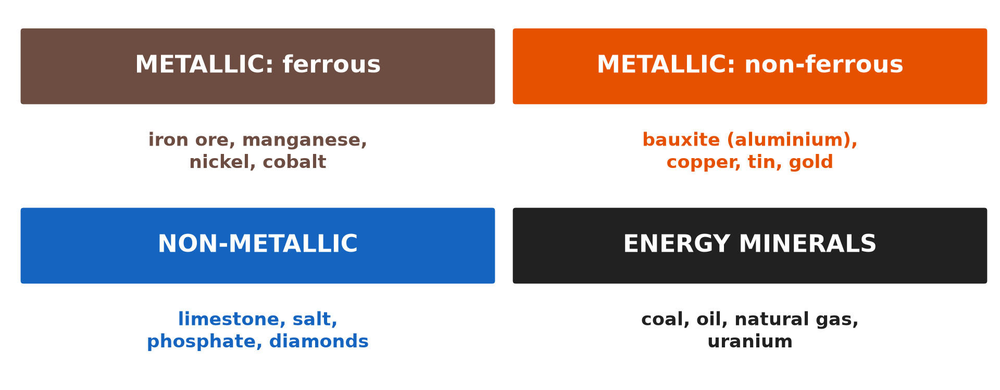 METALLIC: ferrous
iron ore, manganese,
nickel, cobalt
METALLIC: non-ferrous
bauxite (aluminium),
copper, tin, gold
NON-METALLIC
limestone, salt,
phosphate, diamonds
ENERGY MINERALS
coal, oil, natural gas,
uranium